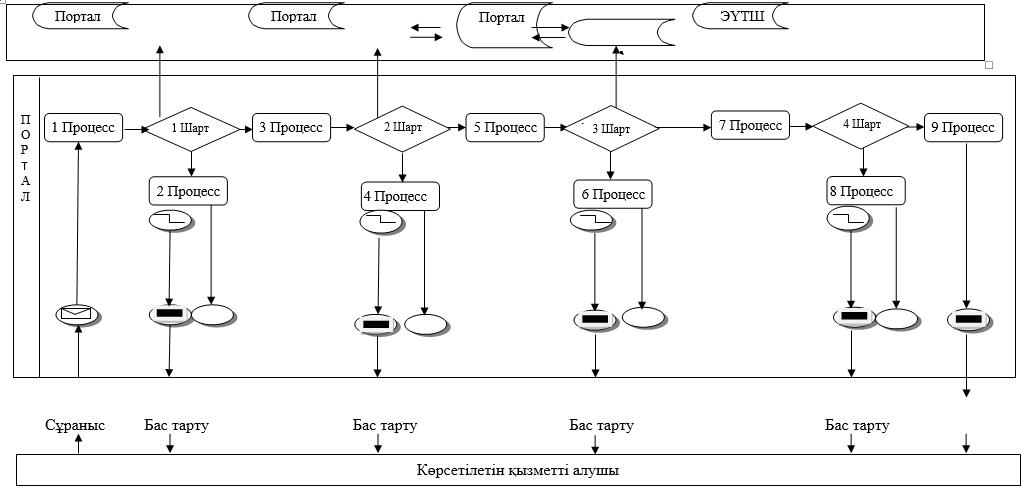 Портал
Портал
Портал
ЭҮТШ
ПОРТАЛ
1 Процесс
1 Шарт
3 Процесс
2 Шарт
5 Процесс
3 Шарт
7 Процесс
4 Шарт
9 Процесс
2 Процесс
4 Процесс
6 Процесс
8 Процесс
Сұраныс
Бас тарту
Бас тарту
Бас тарту
Бас тарту
Көрсетілетін қызметті алушы